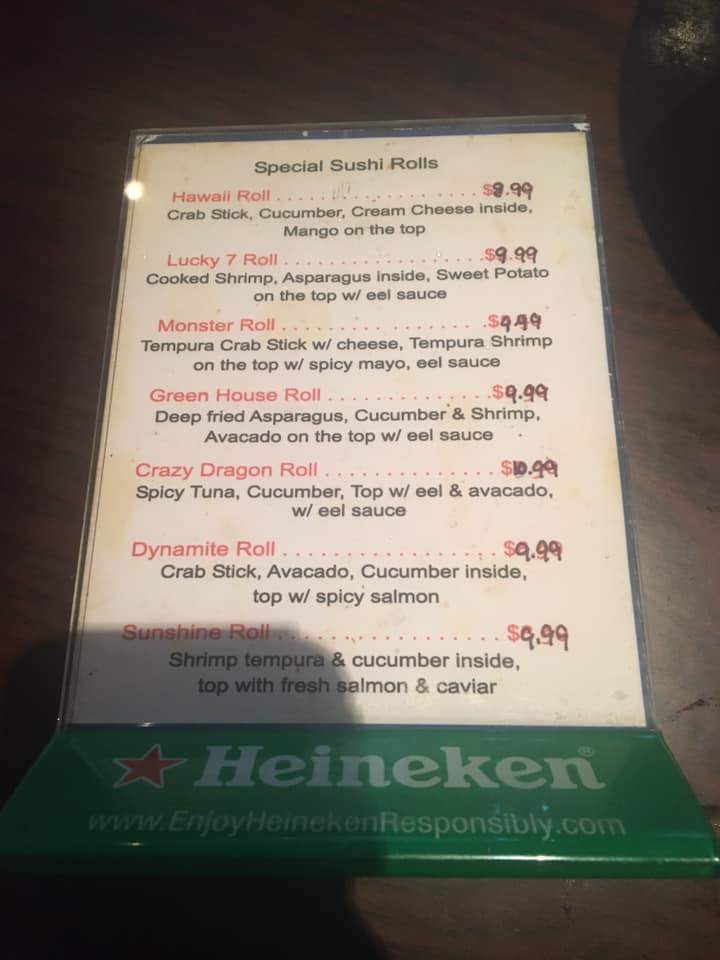 Special Sushi Rolls
Hawaii Roll . . . . . . . . . . . . . . . . . . $8.99
Crab Stick, Cucumber, Cream Cheese inside,
Mango on the top
Lucky 7 Roll . . . . . . . . . . . . . . . . . . $9.99
Cooked Shrimp, Asparagus inside, Sweet Potato
on the top w/ eel sauce
Monster Roll . . . . . . . . . . . . . . . . . . $9.99
Tempura Crab Stick w/ cheese, Tempura Shrimp
on the top w/ spicy mayo, eel sauce
Green House Roll . . . . . . . . . . . . . . $9.99
Deep fried Asparagus, Cucumber & Shrimp,
Avacado on the top w/ eel sauce
Crazy Dragon Roll . . . . . . . . . . . . . . $10.99
Spicy Tuna, Cucumber, Top w/ eel & avacado,
w/ eel sauce
Dynamite Roll . . . . . . . . . . . . . . . . . $9.99
Crab Stick, Avacado, Cucumber inside,
top w/ spicy salmon
Sunshine Roll . . . . . . . . . . . . . . . . . $9.99
Shrimp tempura & cucumber inside,
top with fresh salmon & caviar
Heineken®
www.EnjoyHeinekenResponsibly.com